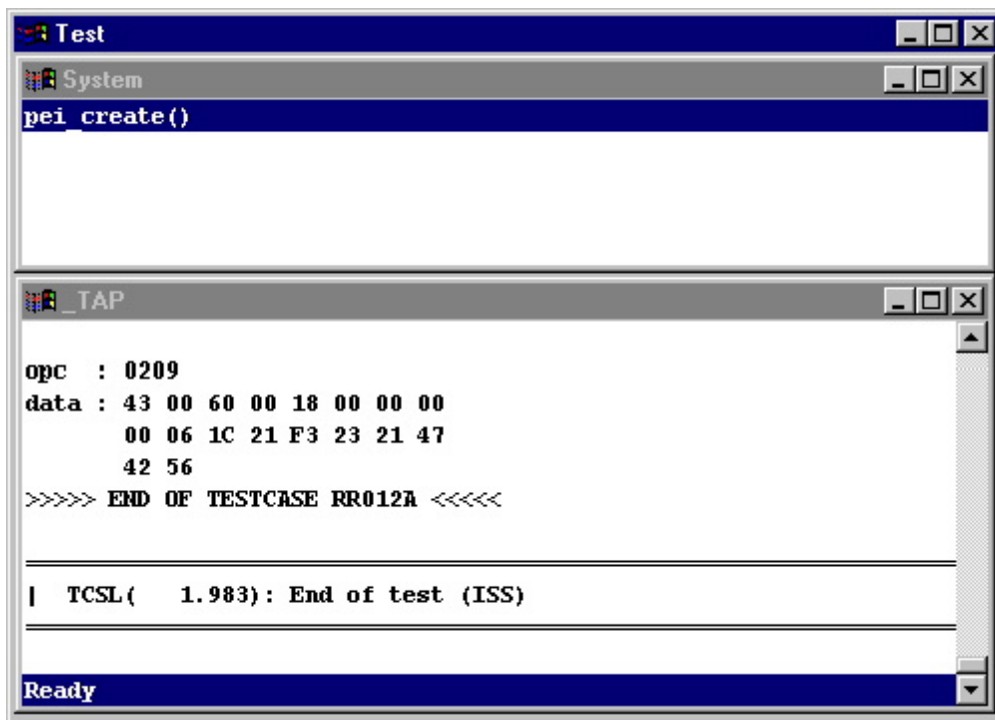 Test
System
pei_create()
_TAP
opc  : 0209
data : 43 00 60 00 18 00 00 00
       00 06 1C 21 F3 23 21 47
       42 56
>>>>> END OF TESTCASE RR012A <<<<<
|  TCSL(   1.983): End of test (ISS)
Ready